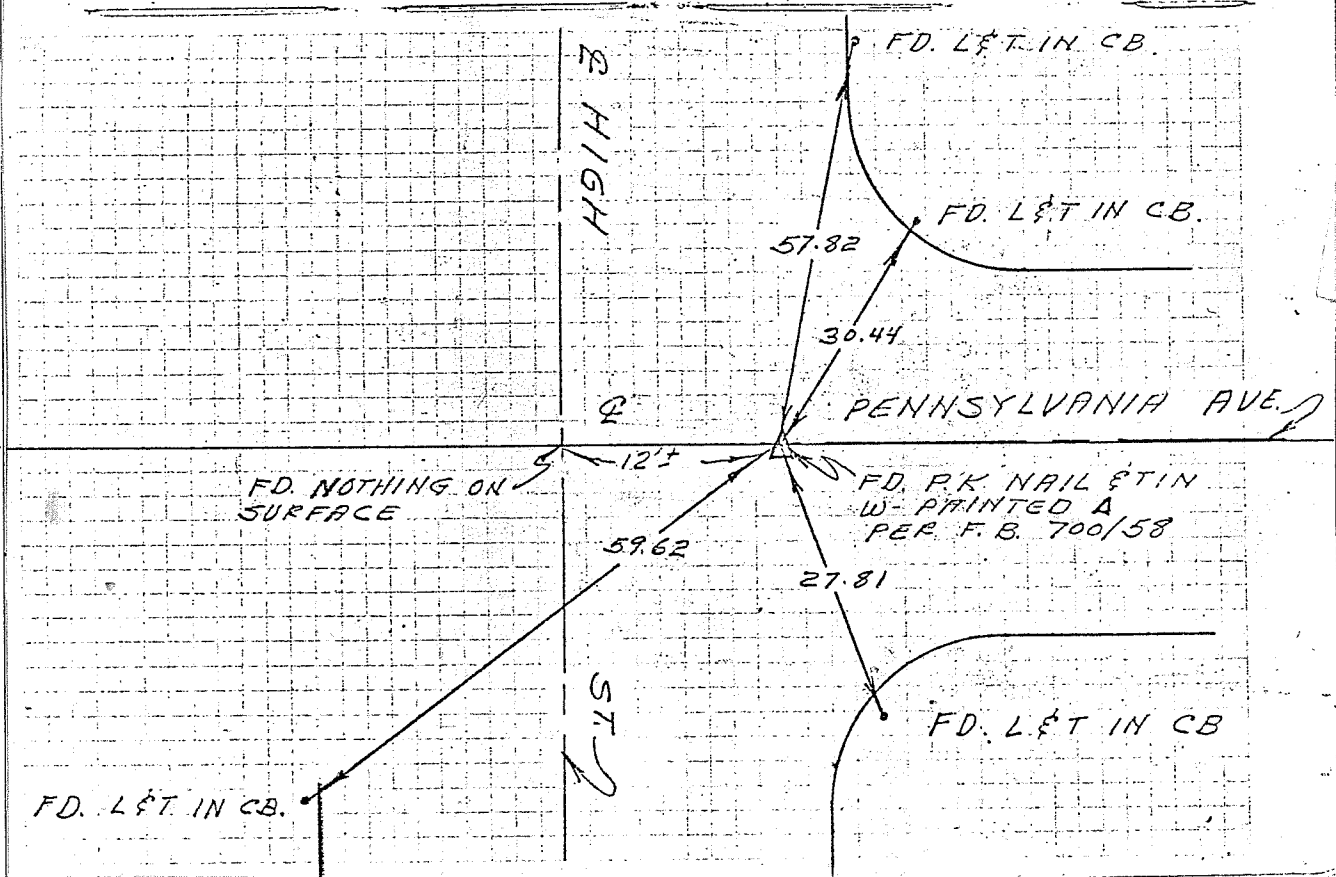 FD. L&T. IN CB.
℄ HIGH
FD. L&T IN CB.
57.82
30.44
℄ PENNSYLVANIA AVE.
12'±
FD. NOTHING ON
SURFACE
FD. P.K NAIL & TIN
W- PAINTED Δ
PER F.B. 700/58
59.62
27.81
ST.
FD. L&T IN CB
FD. L&T. IN CB.